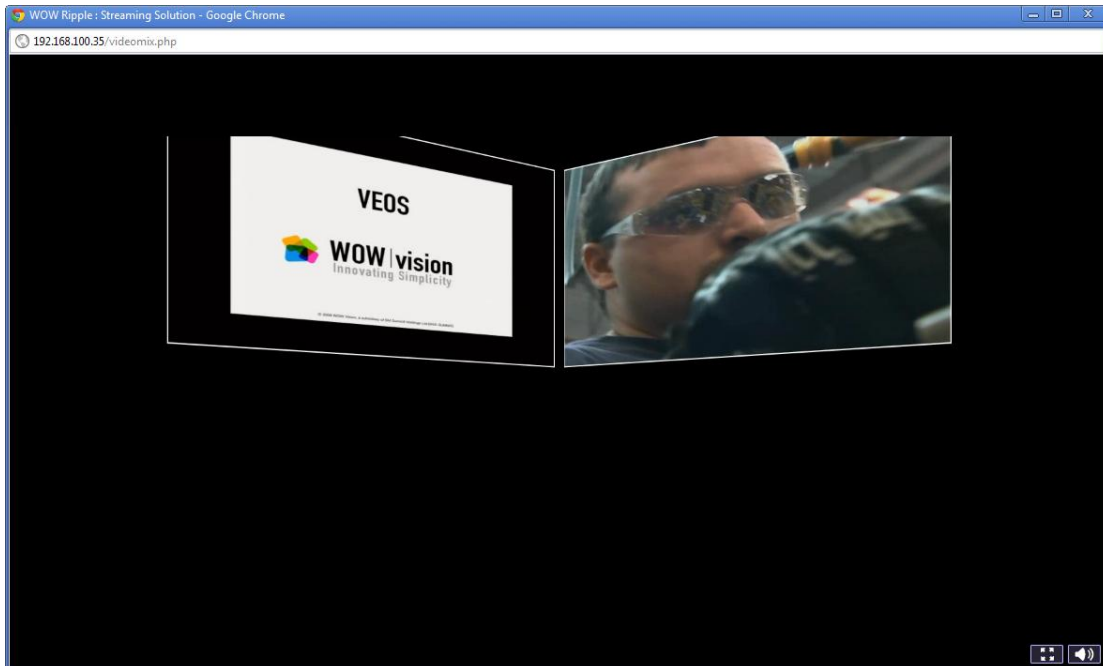 WOW Ripple : Streaming Solution - Google Chrome
192.168.100.35/videomix.php
VEOS
WOW|vision
Innovating Simplicity